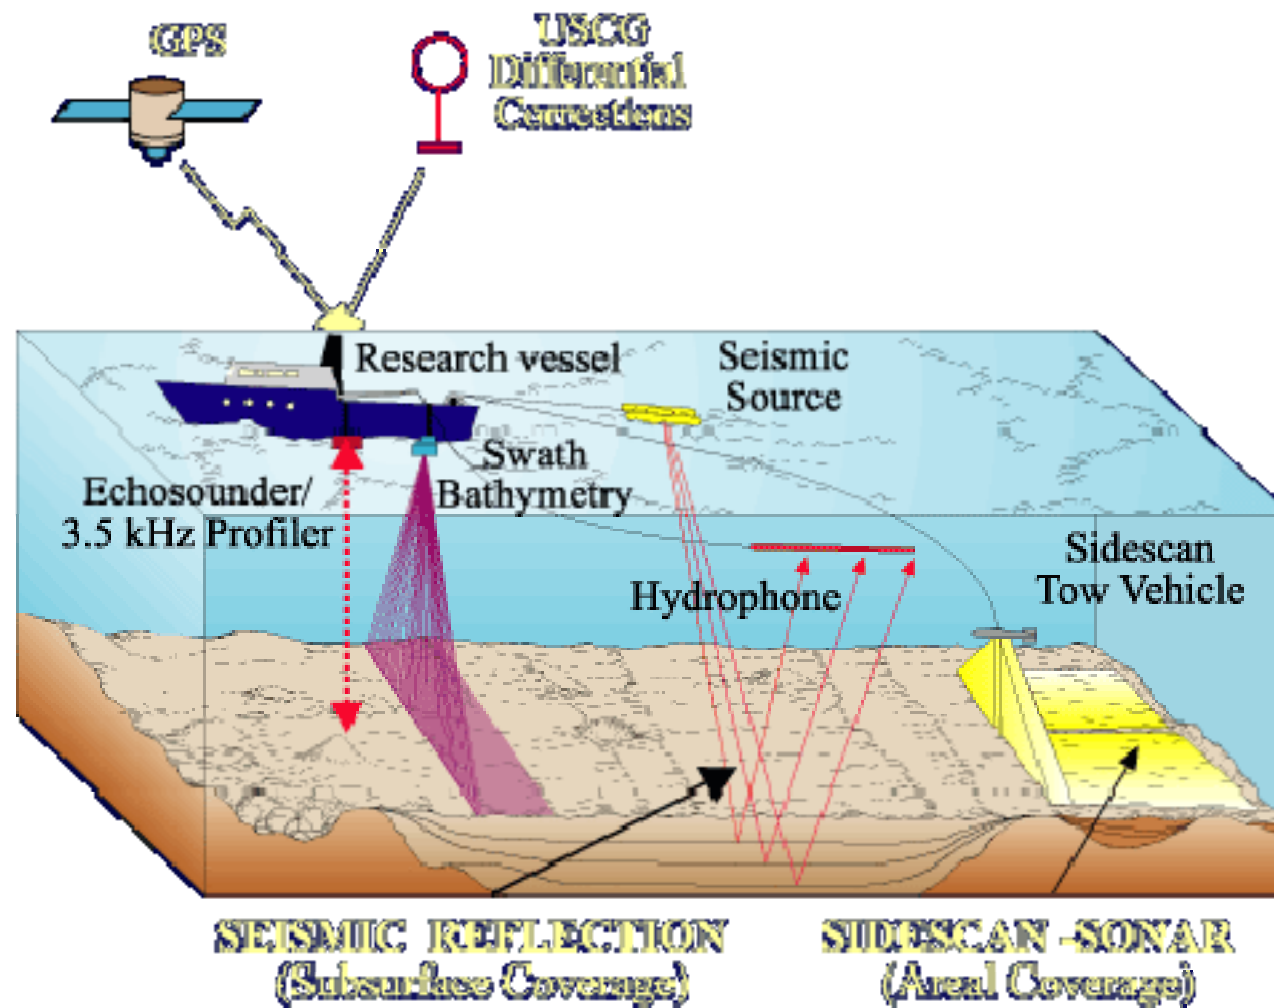 GPS
USCG
Differential
Corrections
Research vessel
Seismic
Source
Swath
Bathymetry
Echosounder/
3.5 kHz Profiler
Hydrophone
Sidescan
Tow Vehicle
SEISMIC REFLECTION
(Subsurface Coverage)
SIDESCAN -SONAR
(Areal Coverage)